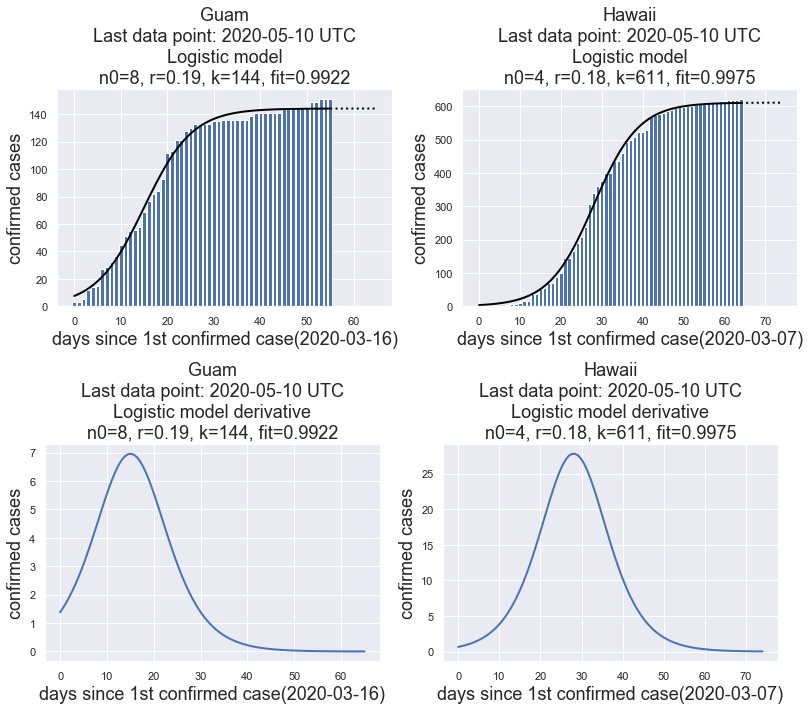 Guam
Last data point: 2020-05-10 UTC
Logistic model
n0=8, r=0.19, k=144, fit=0.9922
confirmed cases
140
120
100
80
60
40
20
0
0 10 20 30 40 50 60
days since 1st confirmed case(2020-03-16)
Hawaii
Last data point: 2020-05-10 UTC
Logistic model
n0=4, r=0.18, k=611, fit=0.9975
confirmed cases
600
500
400
300
200
100
0
0 10 20 30 40 50 60 70
days since 1st confirmed case(2020-03-07)
Guam
Last data point: 2020-05-10 UTC
Logistic model derivative
n0=8, r=0.19, k=144, fit=0.9922
confirmed cases
7
6
5
4
3
2
1
0
0 10 20 30 40 50 60
days since 1st confirmed case(2020-03-16)
Hawaii
Last data point: 2020-05-10 UTC
Logistic model derivative
n0=4, r=0.18, k=611, fit=0.9975
confirmed cases
25
20
15
10
5
0
0 10 20 30 40 50 60 70
days since 1st confirmed case(2020-03-07)